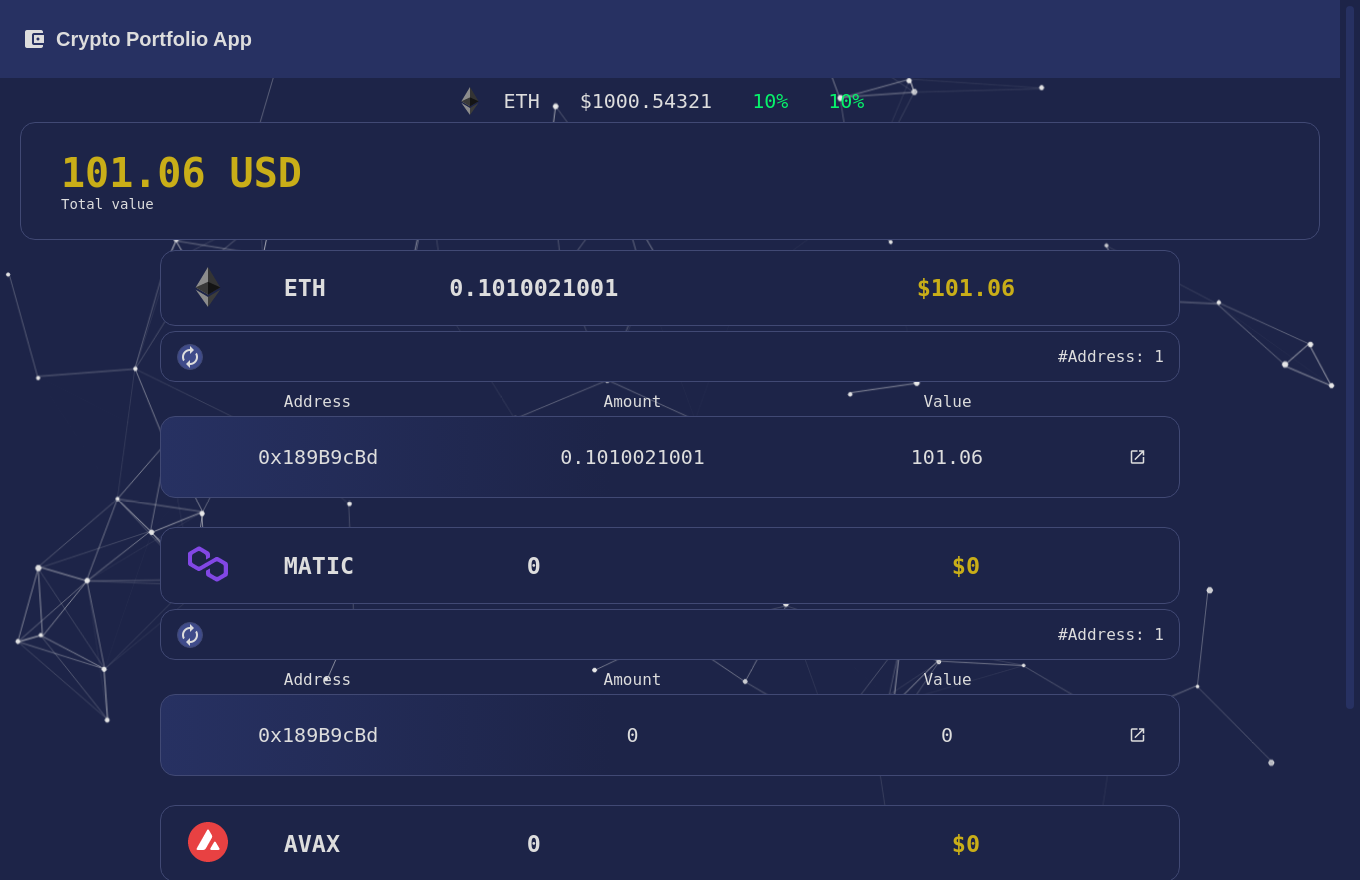 Crypto Portfolio App
ETH $1000.54321 10% 10%
101.06 USD
Total value
ETH 0.1010021001 $101.06
#Address: 1
Address Amount Value
0x189B9cBd 0.1010021001 101.06
MATIC 0 $0
#Address: 1
Address Amount Value
0x189B9cBd 0 0
AVAX 0 $0